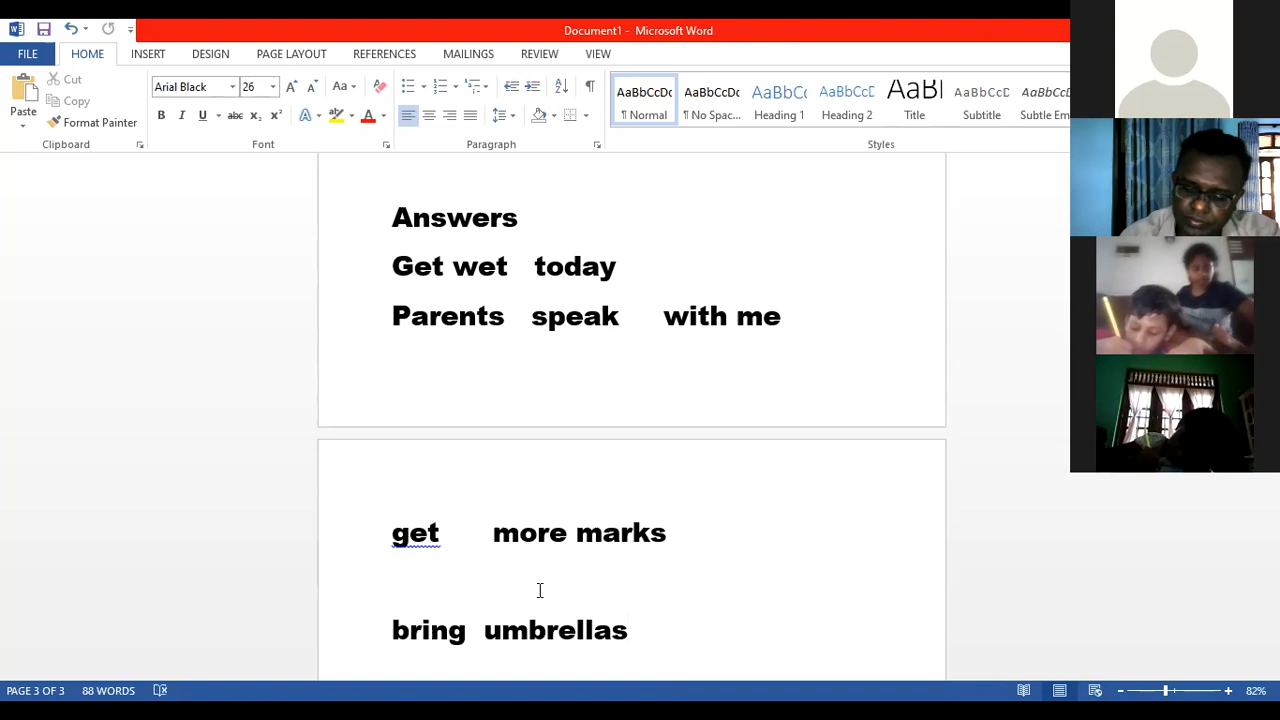 Document1 - Microsoft Word
FILE HOME INSERT DESIGN PAGE LAYOUT REFERENCES MAILINGS REVIEW VIEW
Paste
Cut
Copy
Format Painter
Arial Black 26
AaBbCcDc AaBbCcDc AaBbCc AaBbCcD AaBl AaBbCcD AaBbCcD
¶ Normal ¶ No Spac... Heading 1 Heading 2 Title Subtitle Subtle Em
Clipboard Font Paragraph Styles
Answers
Get wet today
Parents speak with me
get more marks
bring umbrellas
PAGE 3 OF 3 88 WORDS 82%